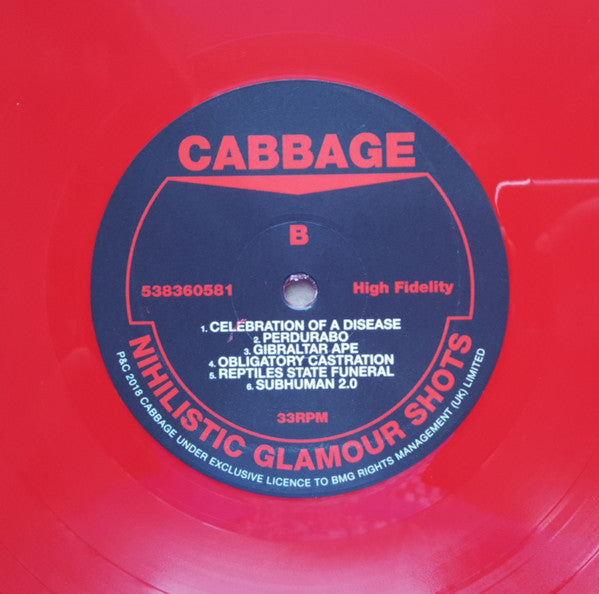 CABBAGE
B
538360581 High Fidelity
1. CELEBRATION OF A DISEASE
2. PERDURABO
3. GIBRALTAR APE
4. OBLIGATORY CASTRATION
5. REPTILES STATE FUNERAL
6. SUBHUMAN 2.0
33RPM
NIHILISTIC GLAMOUR SHOTS
P&C 2018 CABBAGE UNDER EXCLUSIVE LICENCE TO BMG RIGHTS MANAGEMENT (UK) LIMITED